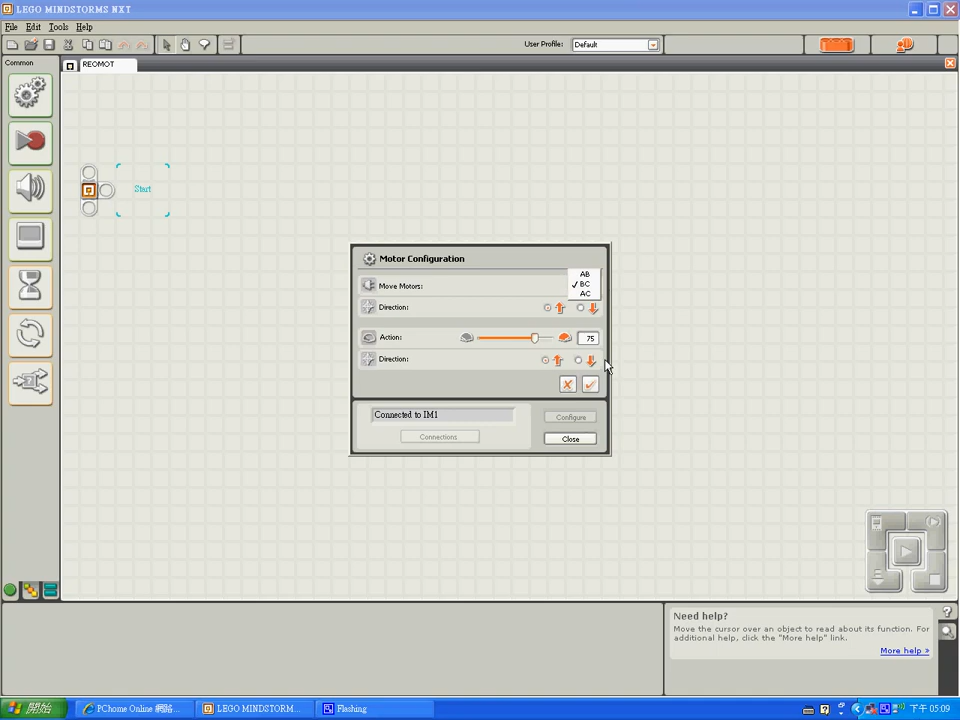 LEGO MINDSTORMS NXT
File Edit Tools Help
User Profile: Default
Common
REOMOT
Start
Motor Configuration
AB
Move Motors:
BC
AC
Direction:
Action: 75
Direction:
Connected to IM1
Configure
Connections
Close
Need help?
Move the cursor over an object to read about its function. For
additional help, click the "More help" link.
More help »
開始
PChome Online 網路...
LEGO MINDSTORM...
Flashing
下午 05:09